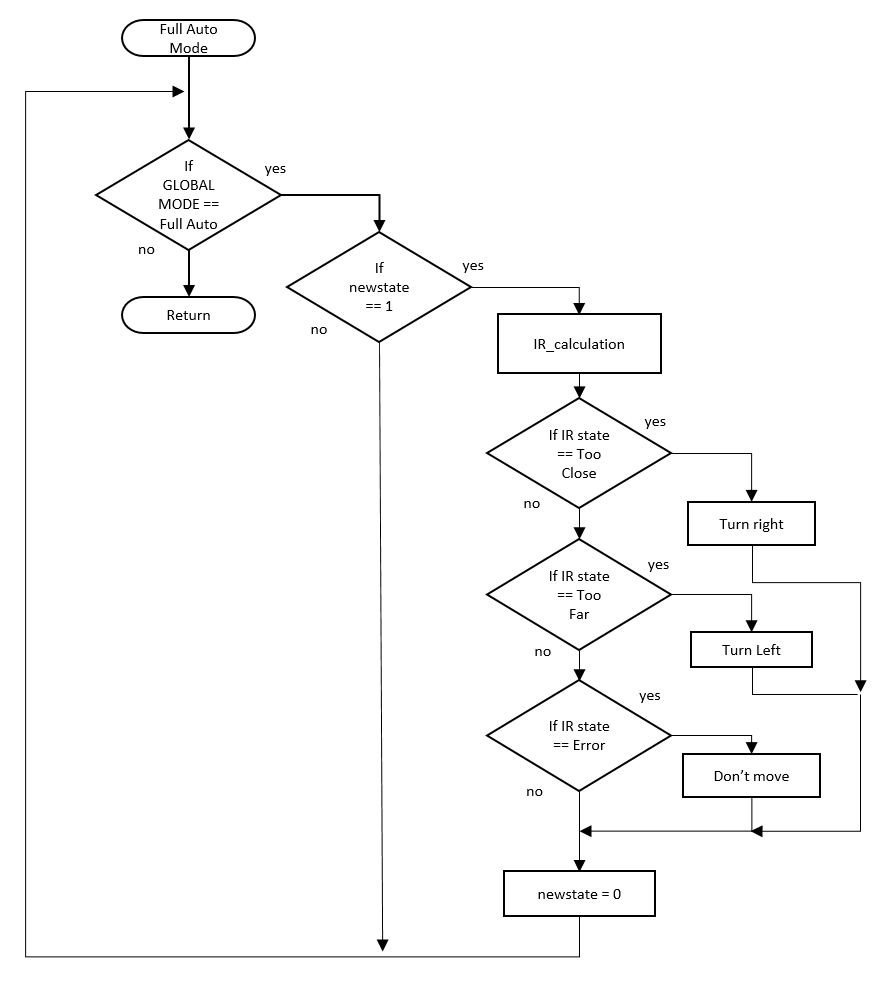 Full Auto
Mode
If
GLOBAL
MODE ==
Full Auto
yes
no
Return
If
newstate
== 1
yes
no
IR_calculation
If IR state
== Too
Close
yes
no
Turn right
If IR state
== Too
Far
yes
no
Turn Left
If IR state
== Error
yes
no
Don’t move
newstate = 0